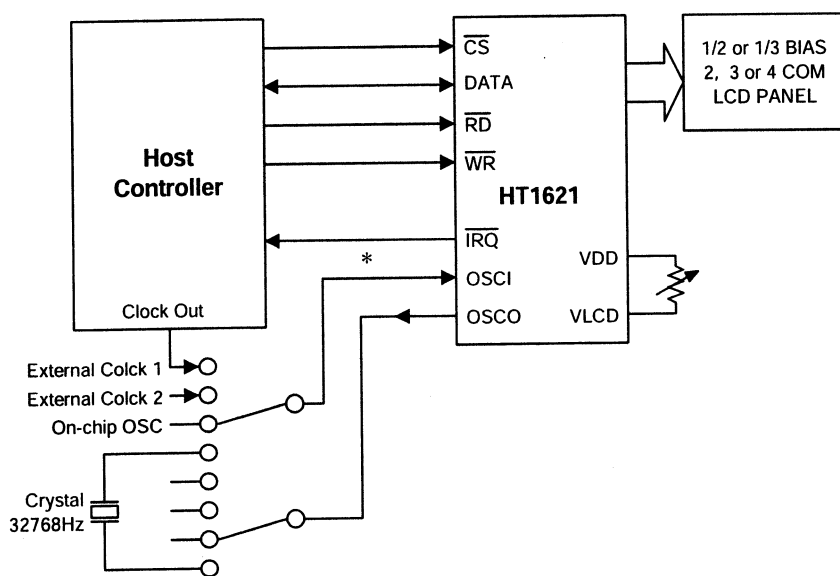 Host
Controller
Clock Out
CS
DATA
RD
WR
HT1621
IRQ
OSCI
OSCO
VDD
VLCD
1/2 or 1/3 BIAS
2, 3 or 4 COM
LCD PANEL
*
External Colck 1
External Colck 2
On-chip OSC
Crystal
32768Hz